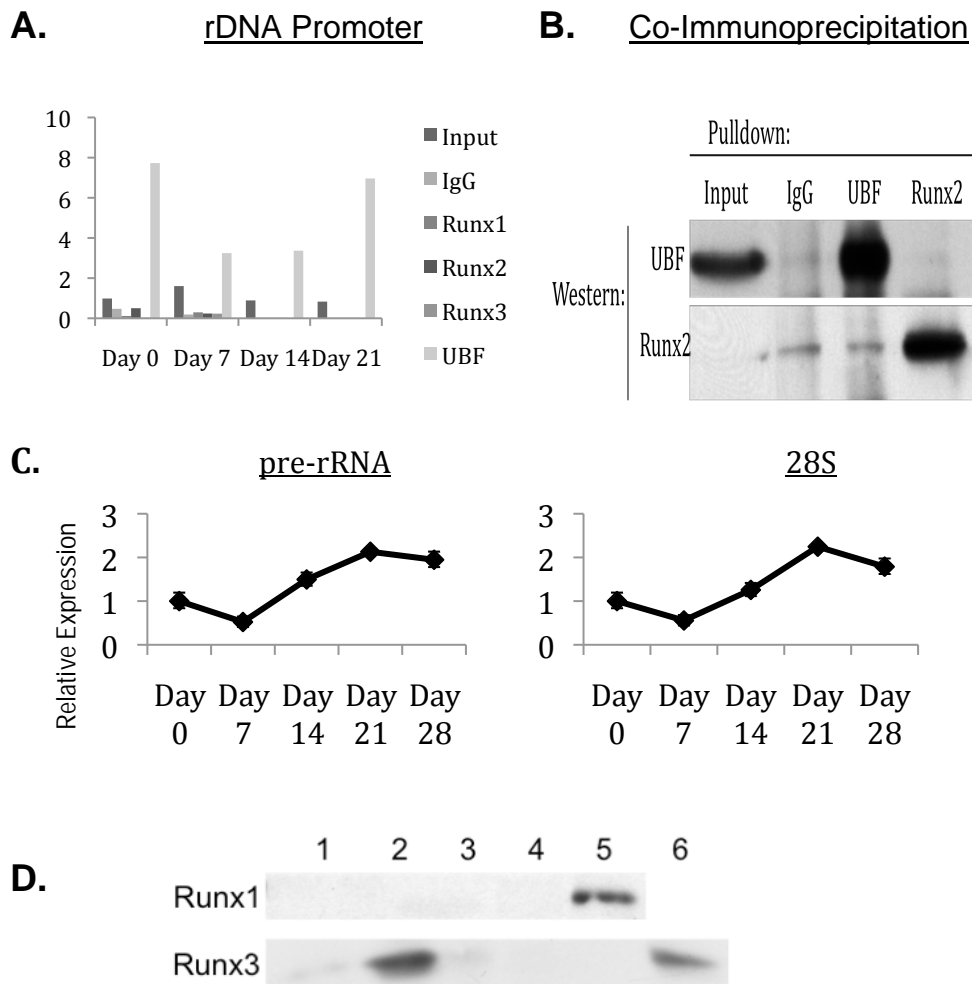 A.
rDNA Promoter
10
8
6
4
2
0
Day 0
Day 7
Day 14
Day 21
Input
IgG
Runx1
Runx2
Runx3
UBF
B.
Co-Immunoprecipitation
Pulldown:
Input IgG UBF Runx2
Western:
UBF
Runx2
C.
pre-rRNA
Relative Expression
3
2
1
0
Day Day Day Day Day
0 7 14 21 28
28S
3
2
1
0
Day Day Day Day Day
0 7 14 21 28
D.
1 2 3 4 5 6
Runx1
Runx3